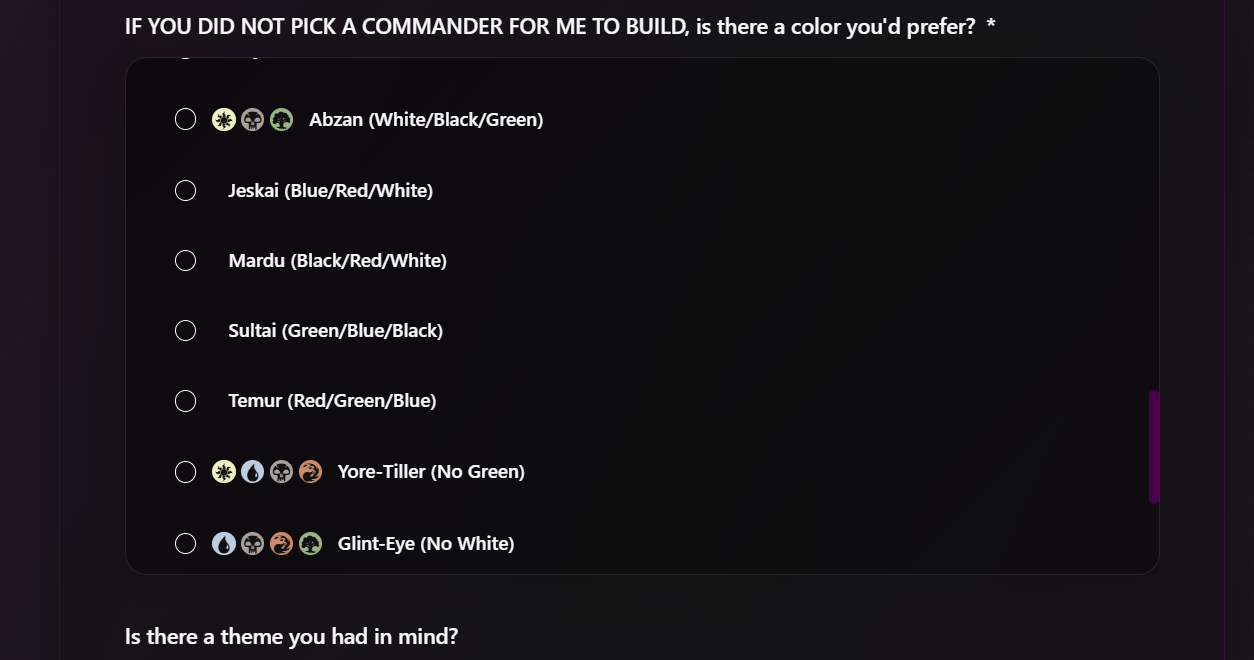 IF YOU DID NOT PICK A COMMANDER FOR ME TO BUILD, is there a color you'd prefer? *
Abzan (White/Black/Green)
Jeskai (Blue/Red/White)
Mardu (Black/Red/White)
Sultai (Green/Blue/Black)
Temur (Red/Green/Blue)
Yore-Tiller (No Green)
Glint-Eye (No White)
Is there a theme you had in mind?